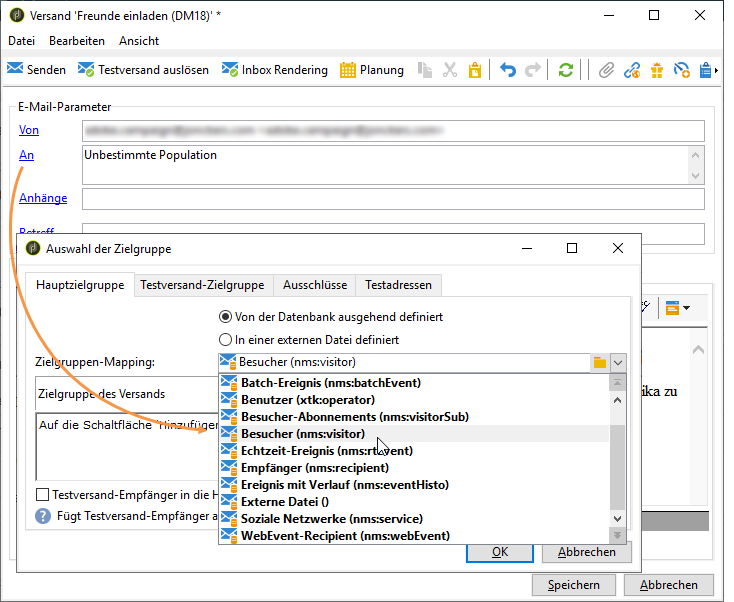 Versand 'Freunde einladen (DM18)' *
Datei Bearbeiten Ansicht
Senden Testversand auslösen Inbox Rendering Planung
E-Mail-Parameter
Von
An Unbestimmte Population
Anhänge
Betreff
Auswahl der Zielgruppe
Hauptzielgruppe Testversand-Zielgruppe Ausschlüsse Testadressen
Von der Datenbank ausgehend definiert
In einer externen Datei definiert
Zielgruppen-Mapping: Besucher (nms:visitor)
Batch-Ereignis (nms:batchEvent)
Zielgruppe des Versands
Benutzer (xtk:operator)
Besucher-Abonnements (nms:visitorSub)
Auf die Schaltfläche 'Hinzufügen
Besucher (nms:visitor)
Echtzeit-Ereignis (nms:rtEvent)
Empfänger (nms:recipient)
Ereignis mit Verlauf (nms:eventHisto)
Testversand-Empfänger in die H
Externe Datei ()
Fügt Testversand-Empfänger a
Soziale Netzwerke (nms:service)
WebEvent-Recipient (nms:webEvent)
ika zu
OK Abbrechen
Speichern Abbrechen